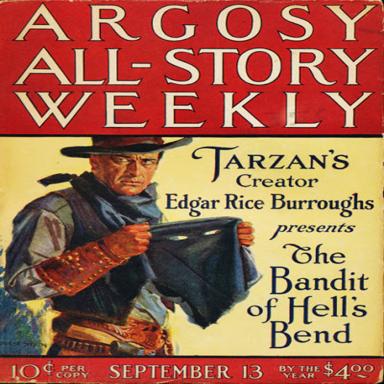 ARGOSY
ALL-STORY
WEEKLY
TARZAN'S
Creator
Edgar Rice Burroughs
presents
The
Bandit
of Hell's
Bend
10¢ PER COPY SEPTEMBER 13 BY THE YEAR $4.00